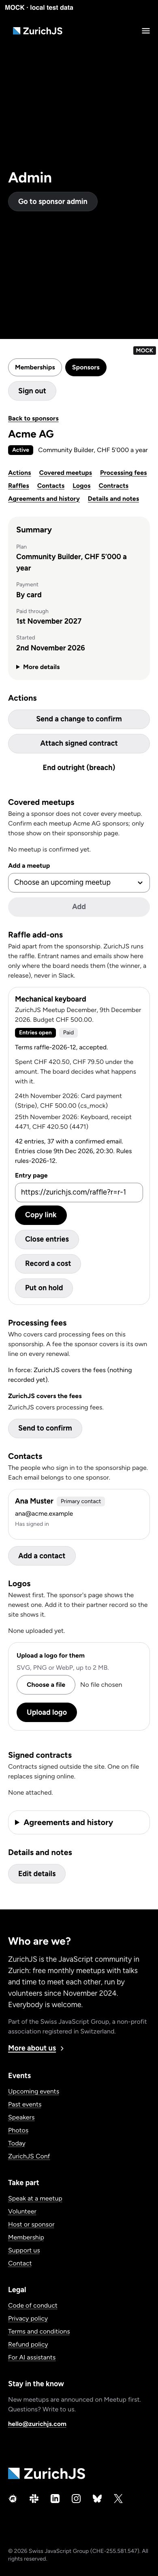 MOCK · local test data
ZurichJS
Admin
Go to sponsor admin
MOCK
Memberships
Sponsors
Sign out
Back to sponsors
Acme AG
Active
Community Builder, CHF 5'000 a year
Actions
Covered meetups
Processing fees
Raffles
Contacts
Logos
Contracts
Agreements and history
Details and notes
Summary
Plan
Community Builder, CHF 5'000 a
year
Payment
By card
Paid through
1st November 2027
Started
2nd November 2026
More details
Actions
Send a change to confirm
Attach signed contract
End outright (breach)
Covered meetups
Being a sponsor does not cover every meetup.
Confirm each meetup Acme AG sponsors; only
those show on their sponsorship page.
No meetup is confirmed yet.
Add a meetup
Choose an upcoming meetup
Add
Raffle add-ons
Paid apart from the sponsorship. ZurichJS runs
the raffle. Entrant names and emails show here
only where the board needs them (the winner, a
release), never in Slack.
Mechanical keyboard
ZurichJS Meetup December, 9th December
2026. Budget CHF 500.00.
Entries open
Paid
Terms raffle-2026-12, accepted.
Spent CHF 420.50, CHF 79.50 under the
amount. The board decides what happens
with it.
24th November 2026: Card payment
(Stripe), CHF 500.00 (cs_mock)
25th November 2026: Keyboard, receipt
4471, CHF 420.50 (4471)
42 entries, 37 with a confirmed email.
Entries close 9th Dec 2026, 20:30. Rules
rules-2026-12.
Entry page
https://zurichjs.com/raffle?r=r-1
Copy link
Close entries
Record a cost
Put on hold
Processing fees
Who covers card processing fees on this
sponsorship. A fee the sponsor covers is its own
line on every renewal.
In force: ZurichJS covers the fees (nothing
recorded yet).
ZurichJS covers the fees
ZurichJS covers processing fees.
Send to confirm
Contacts
The people who sign in to the sponsorship page.
Each email belongs to one sponsor.
Ana Muster
Primary contact
ana@acme.example
Has signed in
Add a contact
Logos
Newest first. The sponsor's page shows the
newest one. Add it to their partner record so the
site shows it.
None uploaded yet.
Upload a logo for them
SVG, PNG or WebP, up to 2 MB.
Choose a file
No file chosen
Upload logo
Signed contracts
Contracts signed outside the site. One on file
replaces signing online.
None attached.
Agreements and history
Details and notes
Edit details
Who are we?
ZurichJS is the JavaScript community in
Zurich: free monthly meetups with talks
and time to meet each other, run by
volunteers since November 2024.
Everybody is welcome.
Part of the Swiss JavaScript Group, a non-profit
association registered in Switzerland.
More about us
Events
Upcoming events
Past events
Speakers
Photos
Today
ZurichJS Conf
Take part
Speak at a meetup
Volunteer
Host or sponsor
Membership
Support us
Contact
Legal
Code of conduct
Privacy policy
Terms and conditions
Refund policy
For AI assistants
Stay in the know
New meetups are announced on Meetup first.
Questions? Write to us.
hello@zurichjs.com
ZurichJS
© 2026 Swiss JavaScript Group (CHE-255.581.547). All
rights reserved.